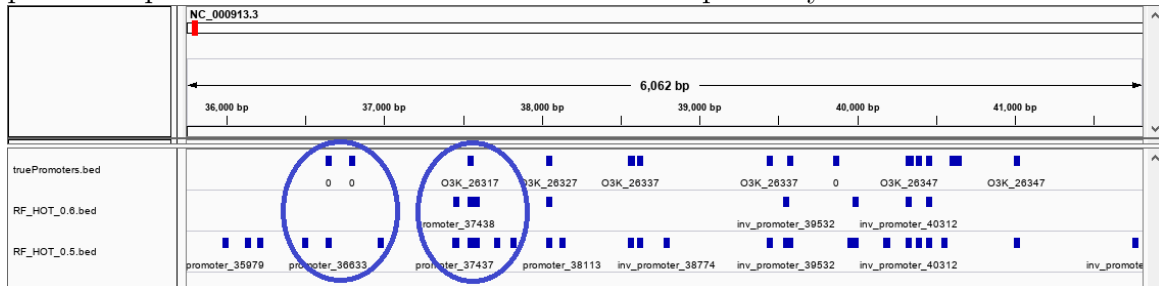 NC_000913.3
6,062 bp
36,000 bp 37,000 bp 38,000 bp 39,000 bp 40,000 bp 41,000 bp
truePromoters.bed
0 0 O3K_26317 O3K_26327 O3K_26337 O3K_26337 0 O3K_26347 O3K_26347
RF_HOT_0.6.bed
promoter_37438 inv_promoter_39532 inv_promoter_40312
RF_HOT_0.5.bed
promoter_35979 promoter_36633 promoter_37437 promoter_38113 inv_promoter_38774 inv_promoter_39532 inv_promoter_40312 inv_promote